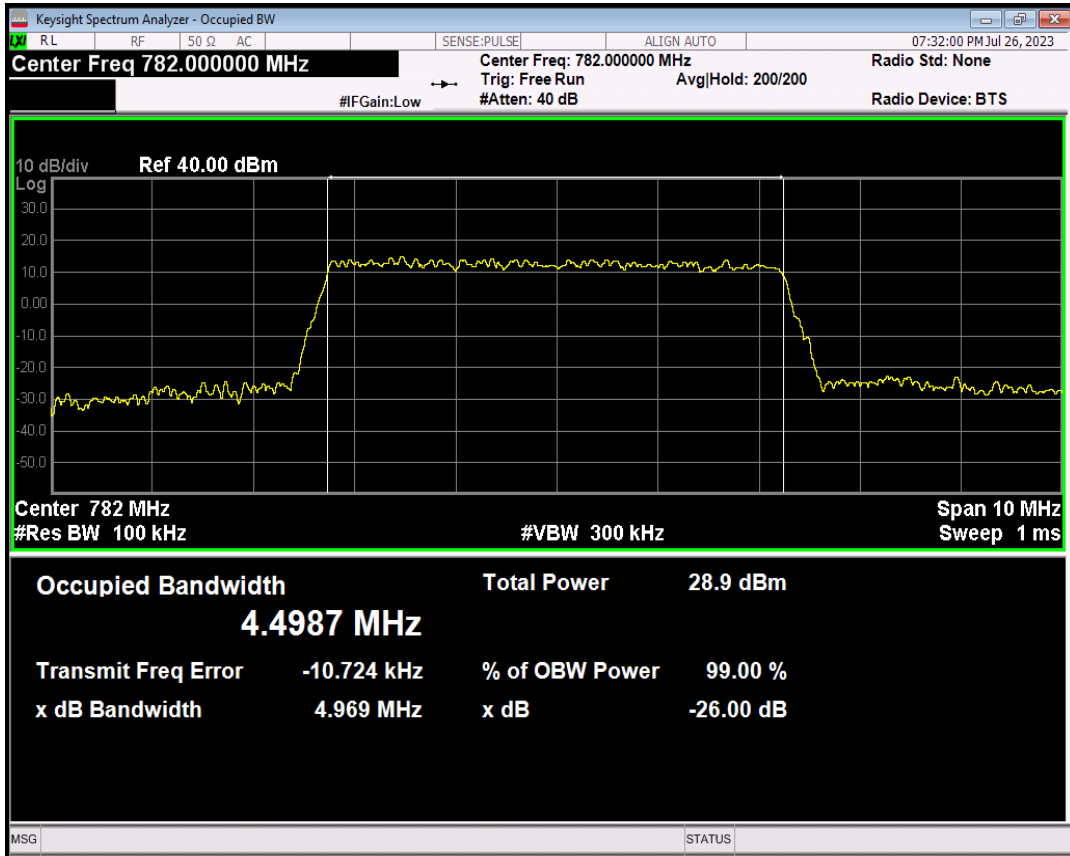 Keysight Spectrum Analyzer - Occupied BW
LXI RL RF 50 Ω AC SENSE:PULSE ALIGN AUTO 07:32:00 PM Jul 26, 2023
Center Freq 782.000000 MHz Center Freq: 782.000000 MHz Radio Std: None
Trig: Free Run Avg|Hold: 200/200
#IFGain:Low #Atten: 40 dB Radio Device: BTS
10 dB/div Ref 40.00 dBm
Log
30.0
20.0
10.0
0.00
-10.0
-20.0
-30.0
-40.0
-50.0
Center 782 MHz Span 10 MHz
#Res BW 100 kHz #VBW 300 kHz Sweep 1 ms
Occupied Bandwidth Total Power 28.9 dBm
4.4987 MHz
Transmit Freq Error -10.724 kHz % of OBW Power 99.00 %
x dB Bandwidth 4.969 MHz x dB -26.00 dB
MSG STATUS